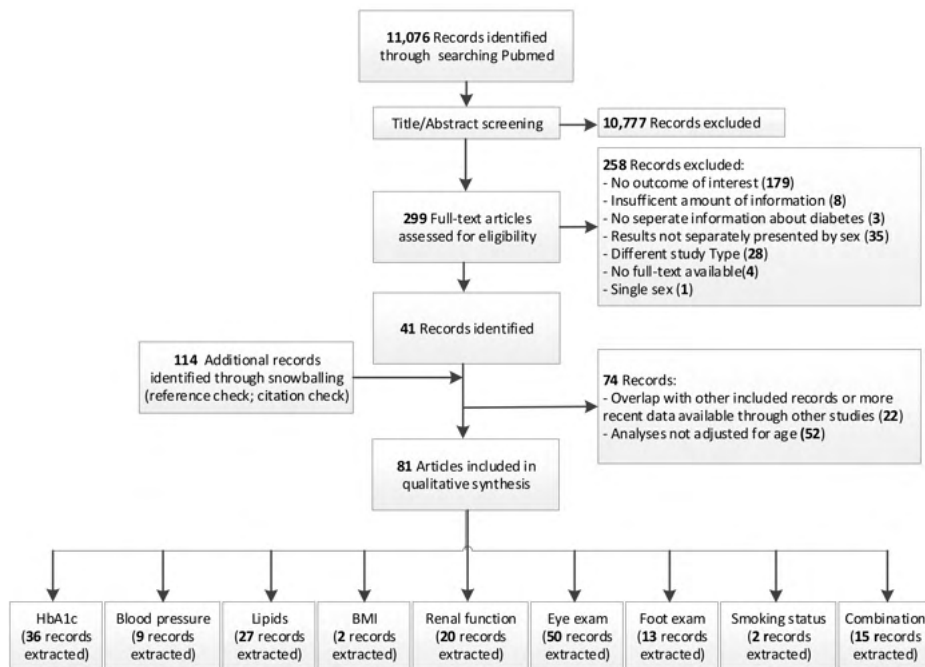 11,076 Records identified
through searching Pubmed
Title/Abstract screening
10,777 Records excluded
299 Full-text articles
assessed for eligibility
258 Records excluded:
- No outcome of interest (179)
- Insufficent amount of information (8)
- No seperate information about diabetes (3)
- Results not separately presented by sex (35)
- Different study Type (28)
- No full-text available(4)
- Single sex (1)
41 Records identified
114 Additional records
identified through snowballing
(reference check; citation check)
74 Records:
- Overlap with other included records or more
recent data available through other studies (22)
- Analyses not adjusted for age (52)
81 Articles included in
qualitative synthesis
HbA1c
(36 records
extracted)
Blood pressure
(9 records
extracted)
Lipids
(27 records
extracted)
BMI
(2 records
extracted)
Renal function
(20 records
extracted)
Eye exam
(50 records
extracted)
Foot exam
(13 records
extracted)
Smoking status
(2 records
extracted)
Combination
(15 records
extracted)